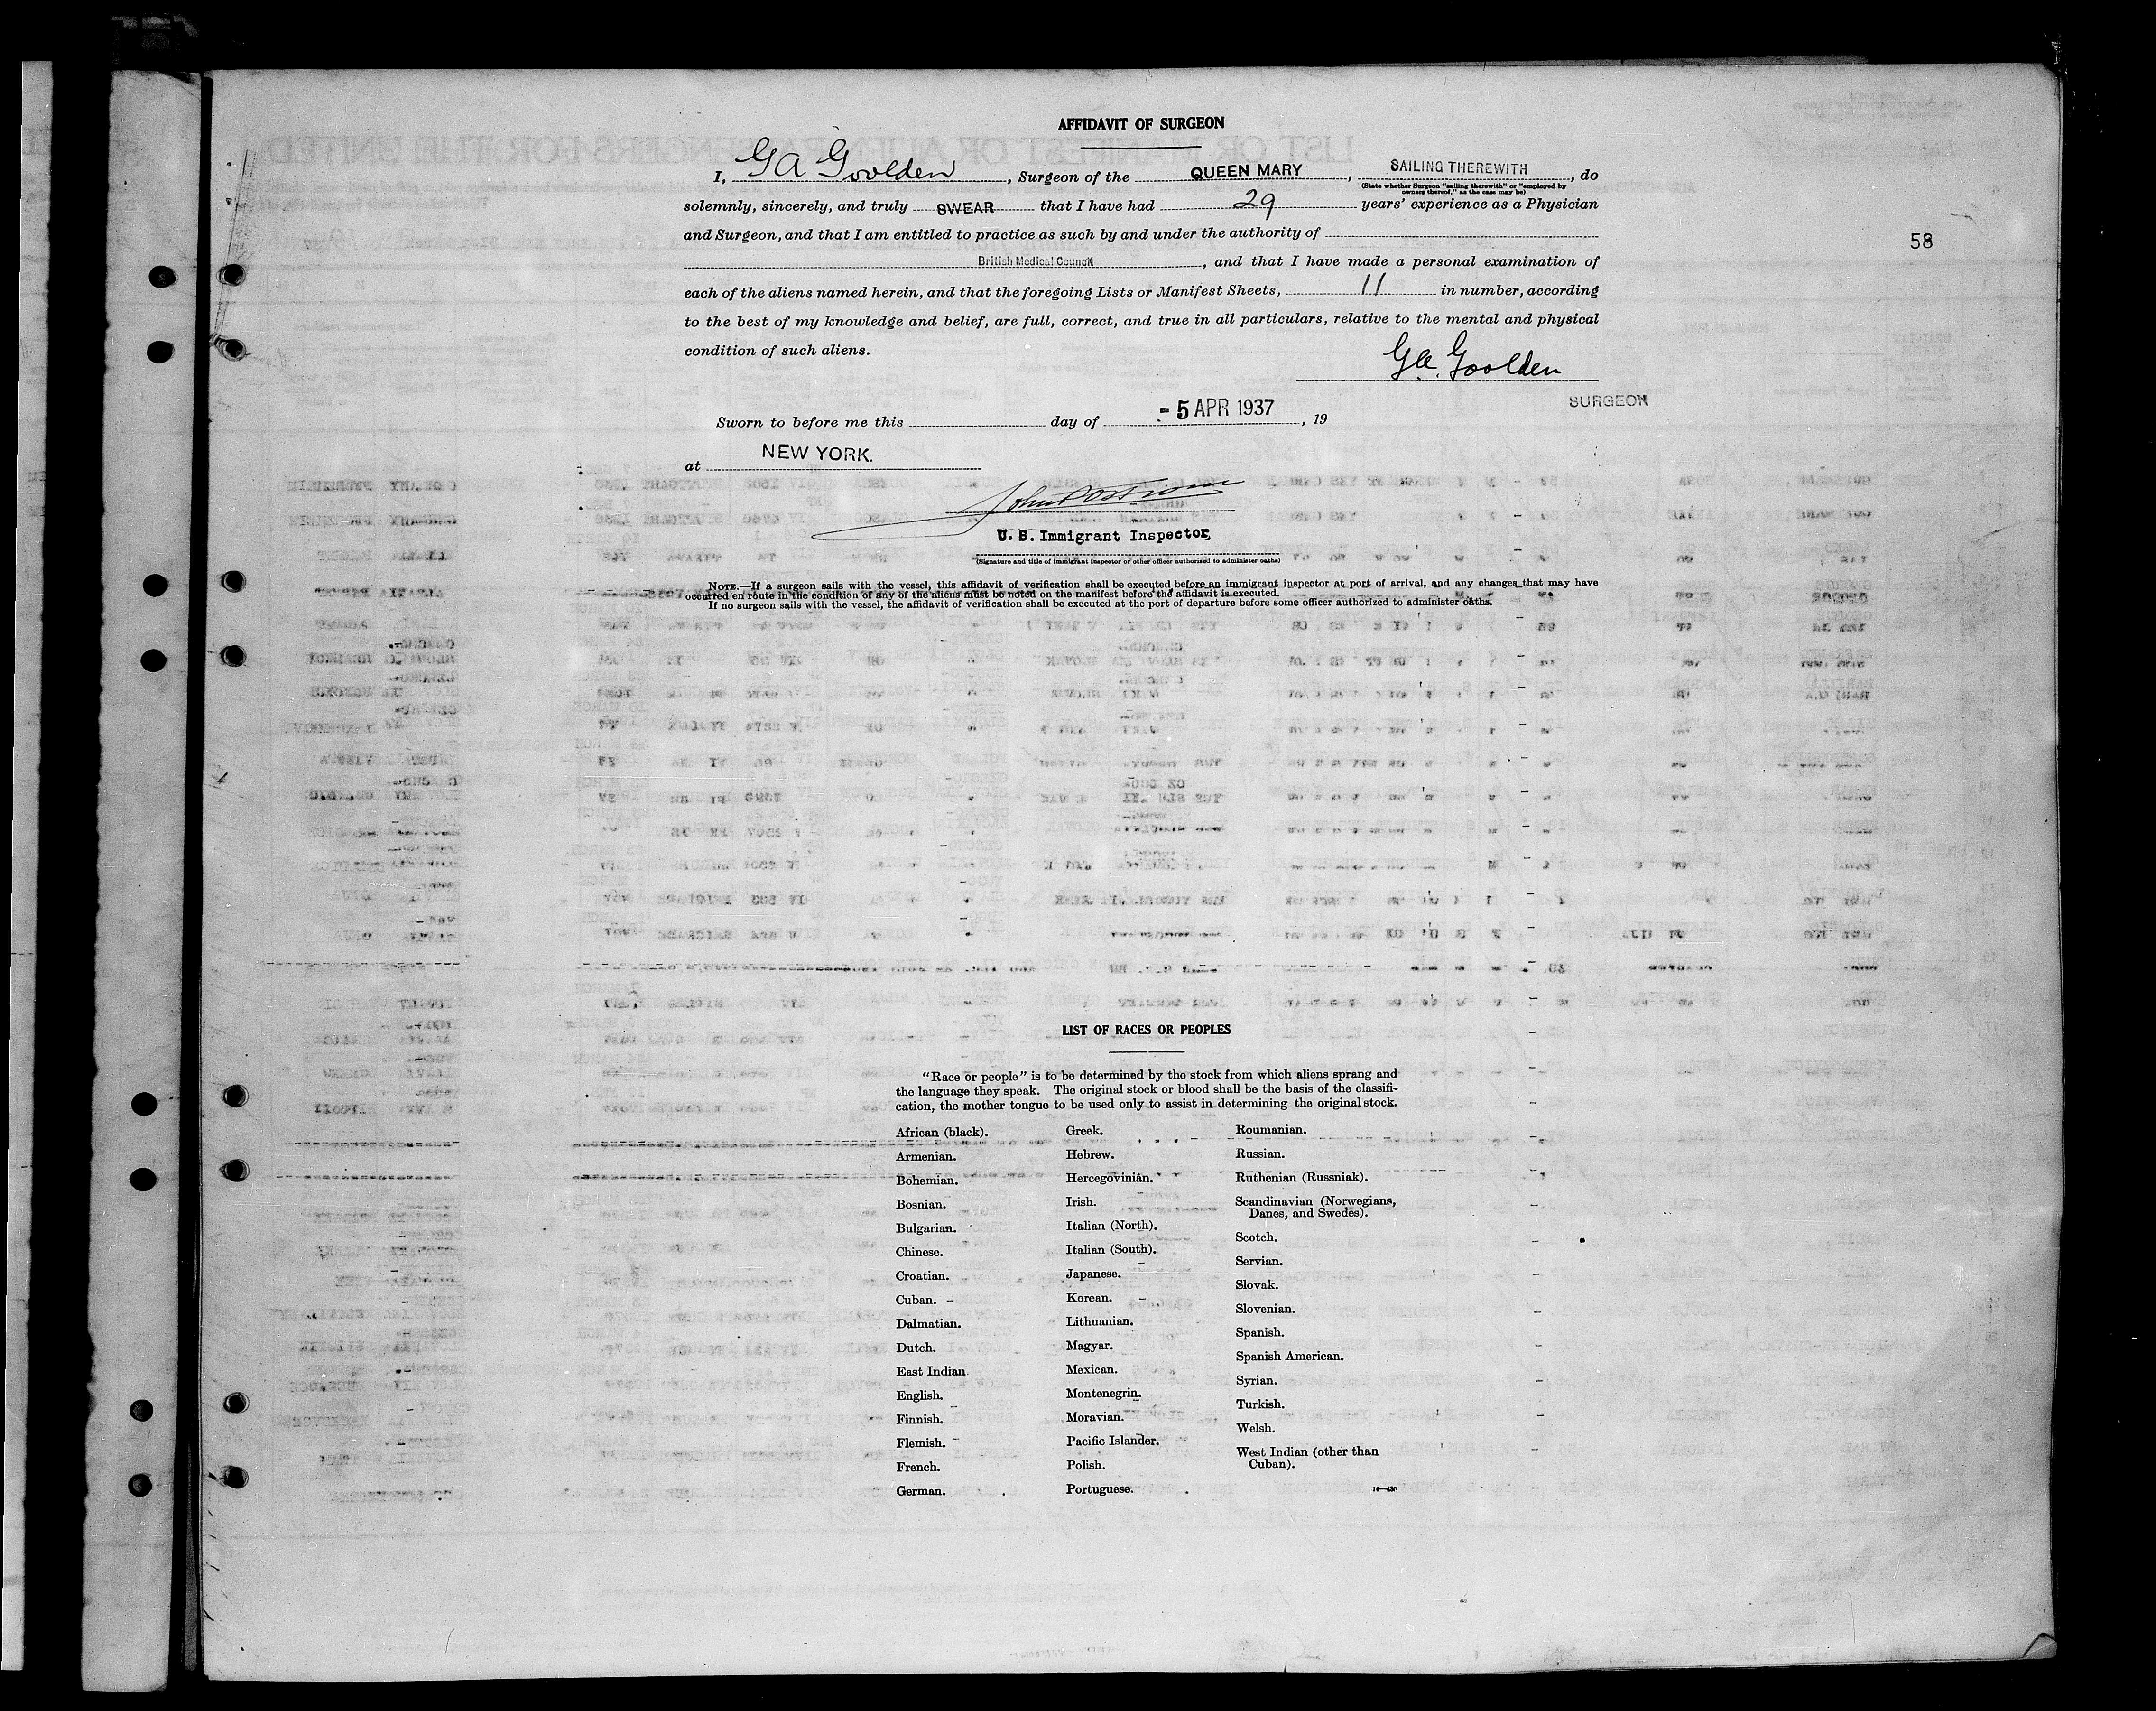 AFFIDAVIT OF SURGEON
I, G A Goolden, Surgeon of the QUEEN MARY, SAILING THEREWITH, do
(State whether Surgeon "sailing therewith" or "employed by owners thereof," as the case may be)
solemnly, sincerely, and truly SWEAR that I have had 29 years' experience as a Physician
and Surgeon, and that I am entitled to practice as such by and under the authority of
British Medical Council, and that I have made a personal examination of
58
each of the aliens named herein, and that the foregoing Lists or Manifest Sheets, 11 in number, according
to the best of my knowledge and belief, are full, correct, and true in all particulars, relative to the mental and physical
condition of such aliens.
GA. Goolden
SURGEON
Sworn to before me this day of - 5 APR 1937, 19
at NEW YORK.
U. S. Immigrant Inspector,
(Signature and title of immigrant inspector or other officer authorized to administer oaths)
NOTE.—If a surgeon sails with the vessel, this affidavit of verification shall be executed before an immigrant inspector at port of arrival, and any changes that may have
occurred en route in the condition of any of the aliens must be noted on the manifest before the affidavit is executed.
If no surgeon sails with the vessel, the affidavit of verification shall be executed at the port of departure before some officer authorized to administer oaths.
LIST OF RACES OR PEOPLES
"Race or people" is to be determined by the stock from which aliens sprang and
the language they speak. The original stock or blood shall be the basis of the classifi-
cation, the mother tongue to be used only to assist in determining the original stock.
African (black).
Armenian.
Bohemian.
Bosnian.
Bulgarian.
Chinese.
Croatian.
Cuban.
Dalmatian.
Dutch.
East Indian.
English.
Finnish.
Flemish.
French.
German.
Greek.
Hebrew.
Hercegovinian.
Irish.
Italian (North).
Italian (South).
Japanese.
Korean.
Lithuanian.
Magyar.
Mexican.
Montenegrin.
Moravian.
Pacific Islander.
Polish.
Portuguese.
Roumanian.
Russian.
Ruthenian (Russniak).
Scandinavian (Norwegians,
Danes, and Swedes).
Scotch.
Servian.
Slovak.
Slovenian.
Spanish.
Spanish American.
Syrian.
Turkish.
Welsh.
West Indian (other than
Cuban).